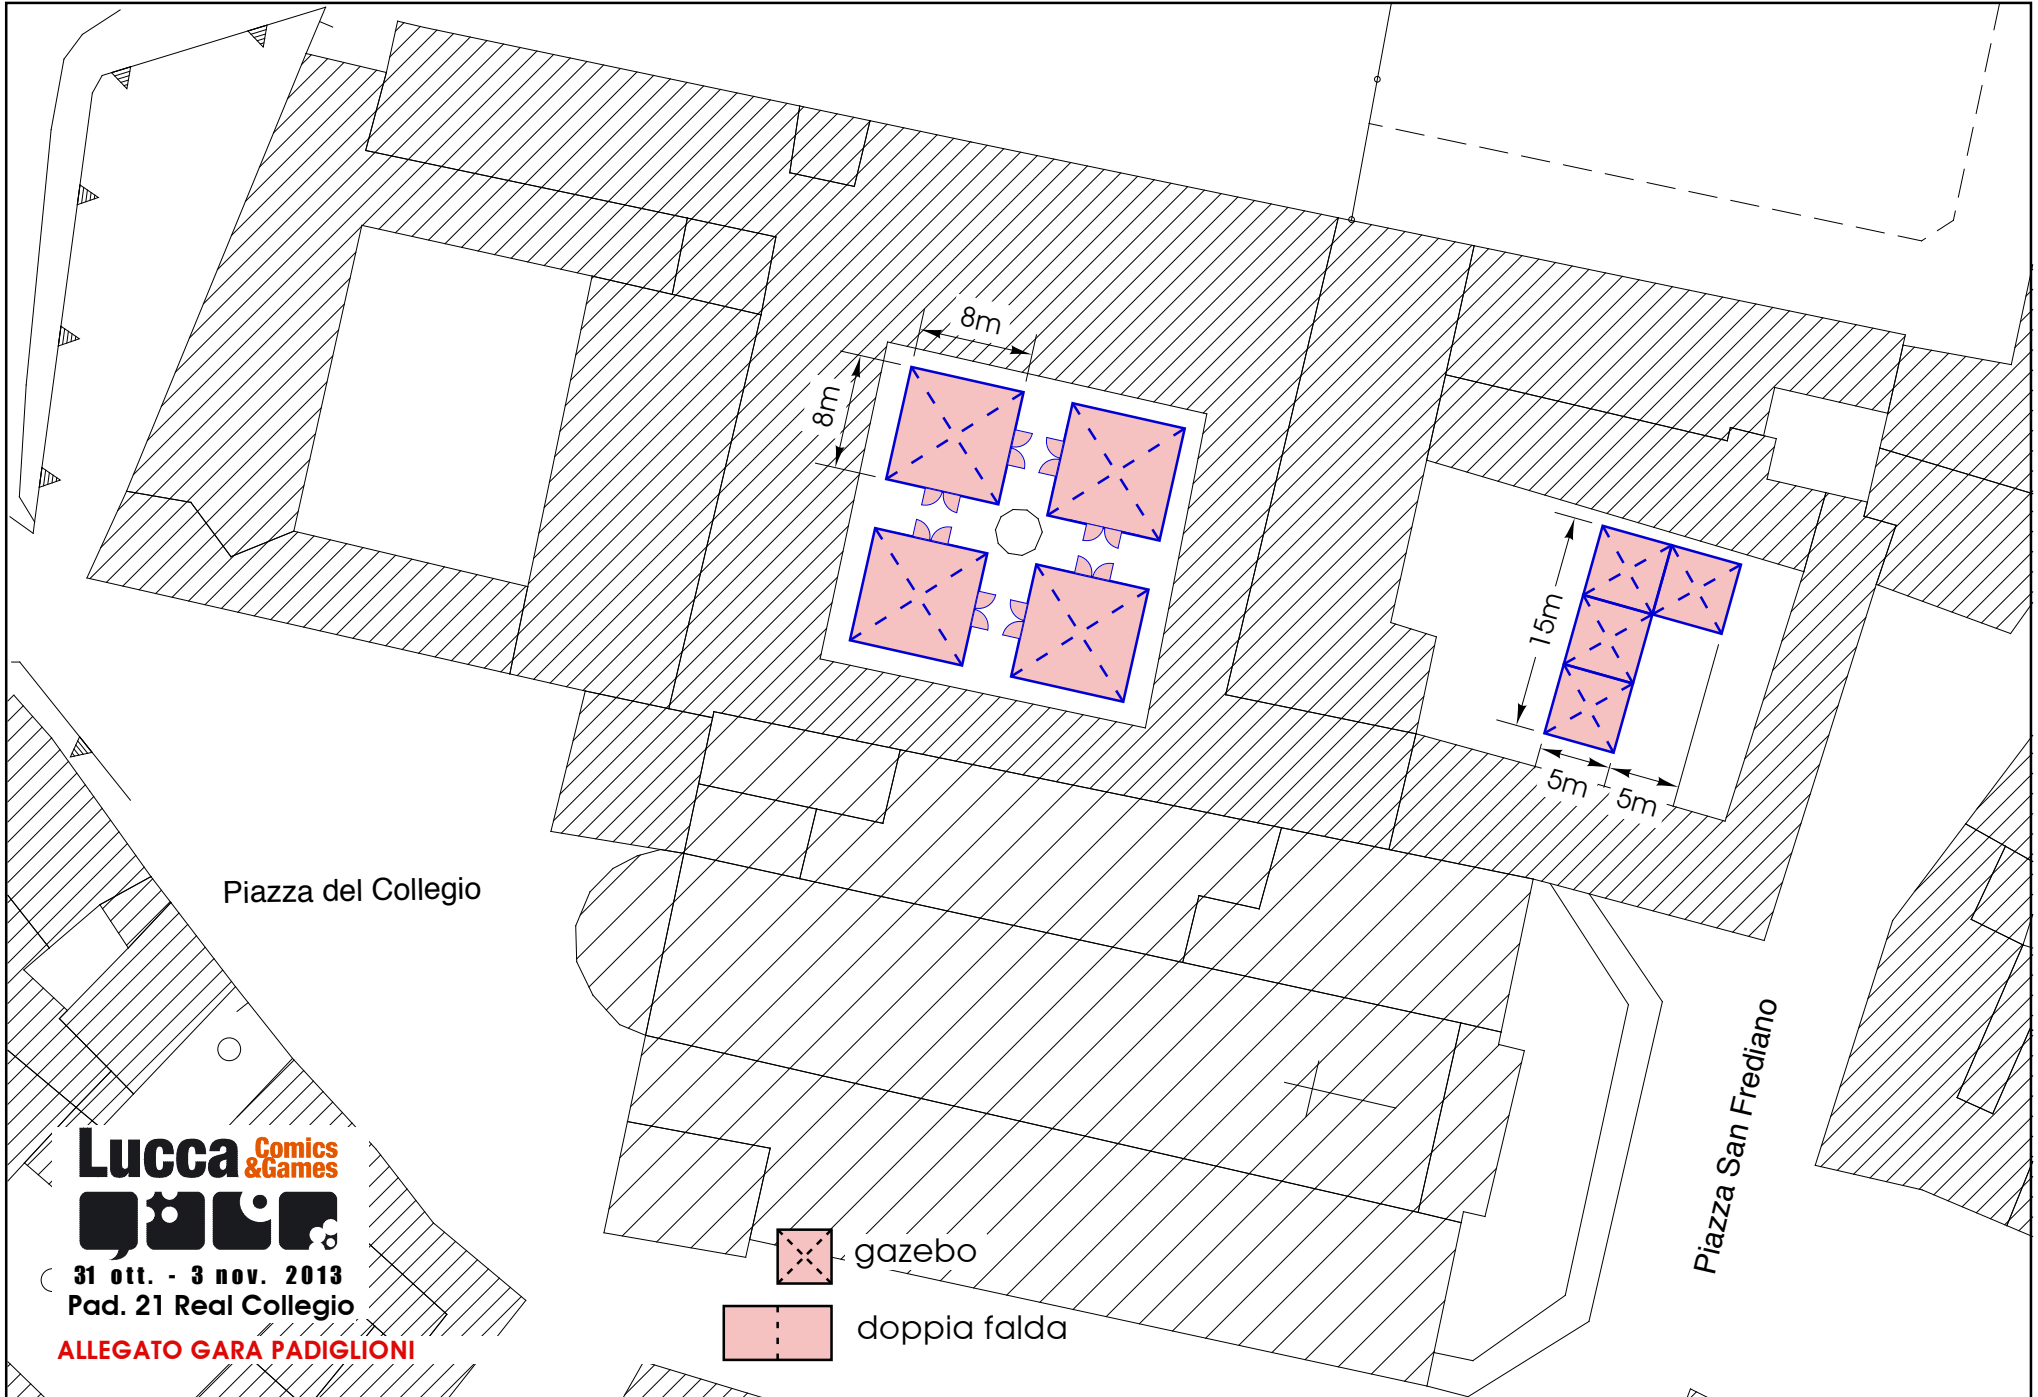 8m
8m
15m
5m
5m
Piazza del Collegio
Piazza San Frediano
Lucca Comics
&Games
31 ott. - 3 nov. 2013
Pad. 21 Real Collegio
ALLEGATO GARA PADIGLIONI
gazebo
doppia falda